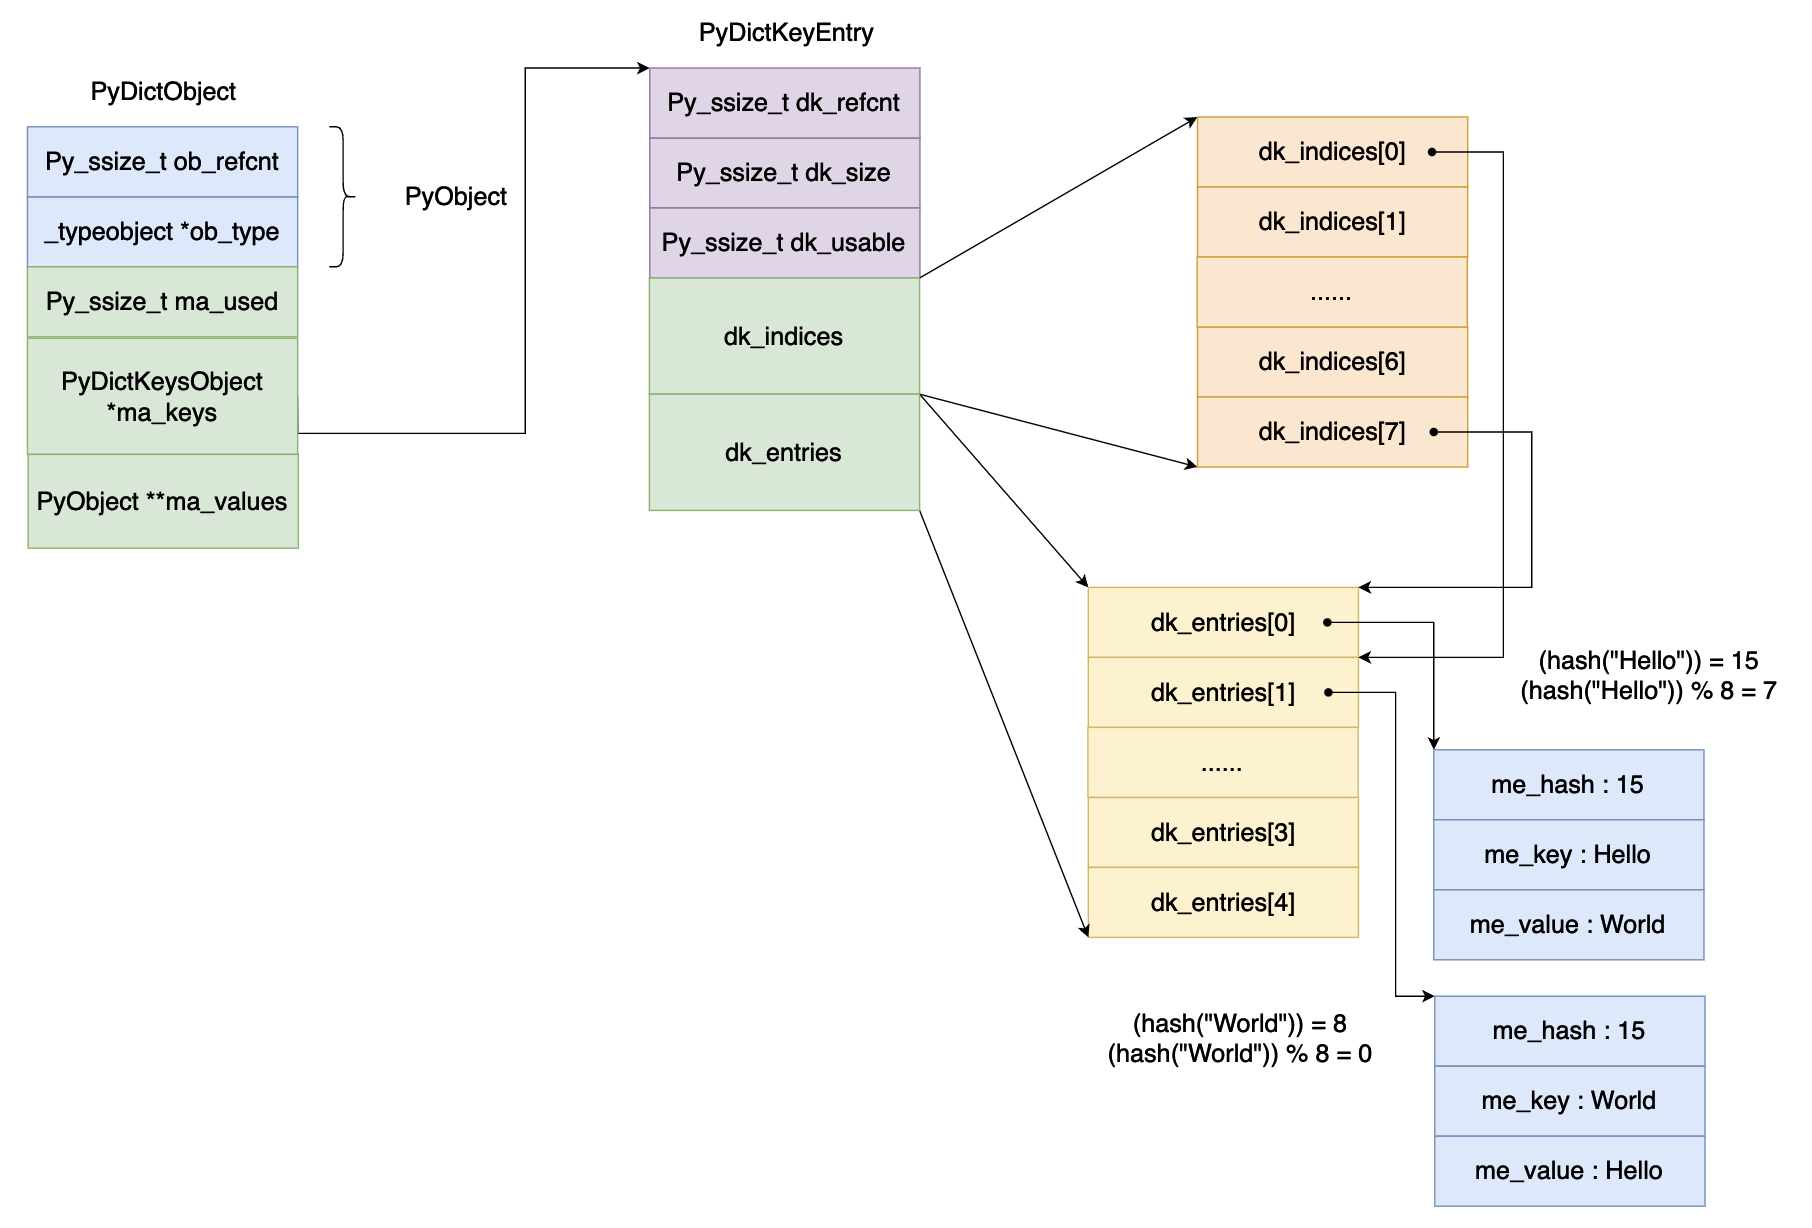 PyDictKeyEntry
PyDictObject
Py_ssize_t ob_refcnt
_typeobject *ob_type
Py_ssize_t ma_used
PyDictKeysObject
*ma_keys
PyObject **ma_values
PyObject
Py_ssize_t dk_refcnt
Py_ssize_t dk_size
Py_ssize_t dk_usable
dk_indices
dk_entries
dk_indices[0]
dk_indices[1]
......
dk_indices[6]
dk_indices[7]
dk_entries[0]
dk_entries[1]
......
dk_entries[3]
dk_entries[4]
(hash("Hello")) = 15
(hash("Hello")) % 8 = 7
me_hash : 15
me_key : Hello
me_value : World
(hash("World")) = 8
(hash("World")) % 8 = 0
me_hash : 15
me_key : World
me_value : Hello